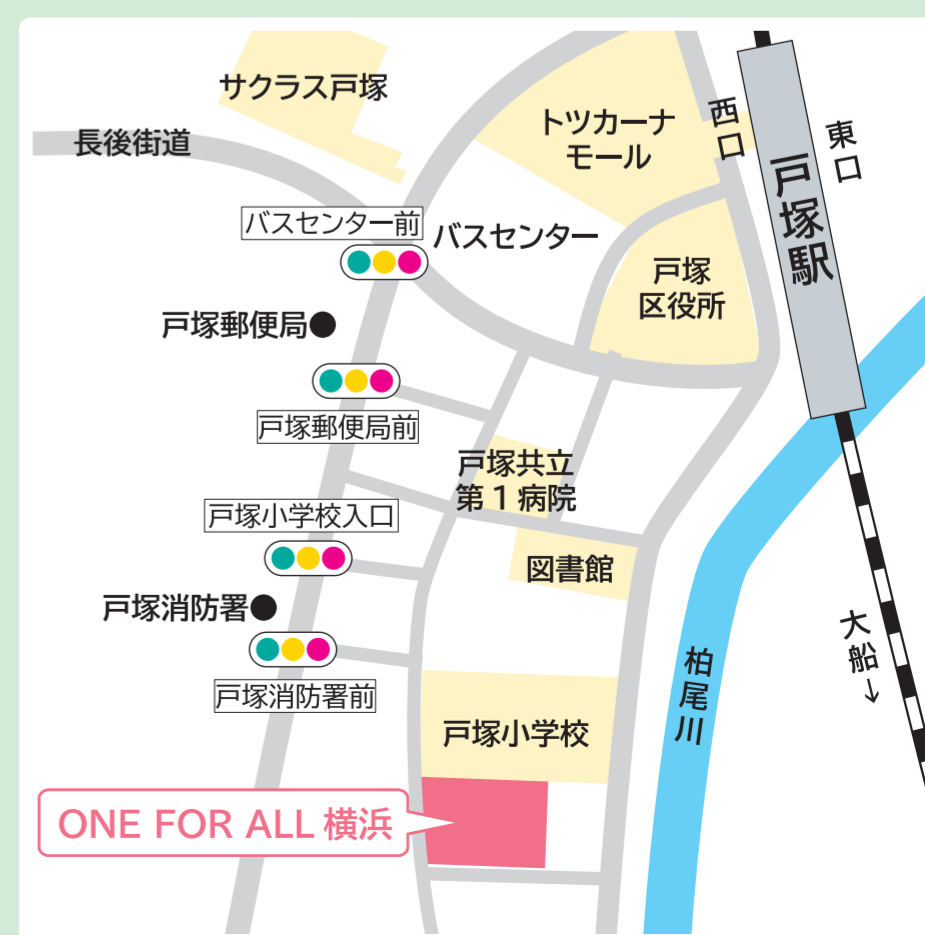 サクラス戸塚
長後街道
トツカーナ
モール
西口
東口
戸塚駅
バスセンター前
バスセンター
戸塚
区役所
戸塚郵便局
戸塚郵便局前
戸塚共立
第1病院
戸塚小学校入口
図書館
戸塚消防署
大船↓
柏尾川
戸塚消防署前
戸塚小学校
ONE FOR ALL 横浜